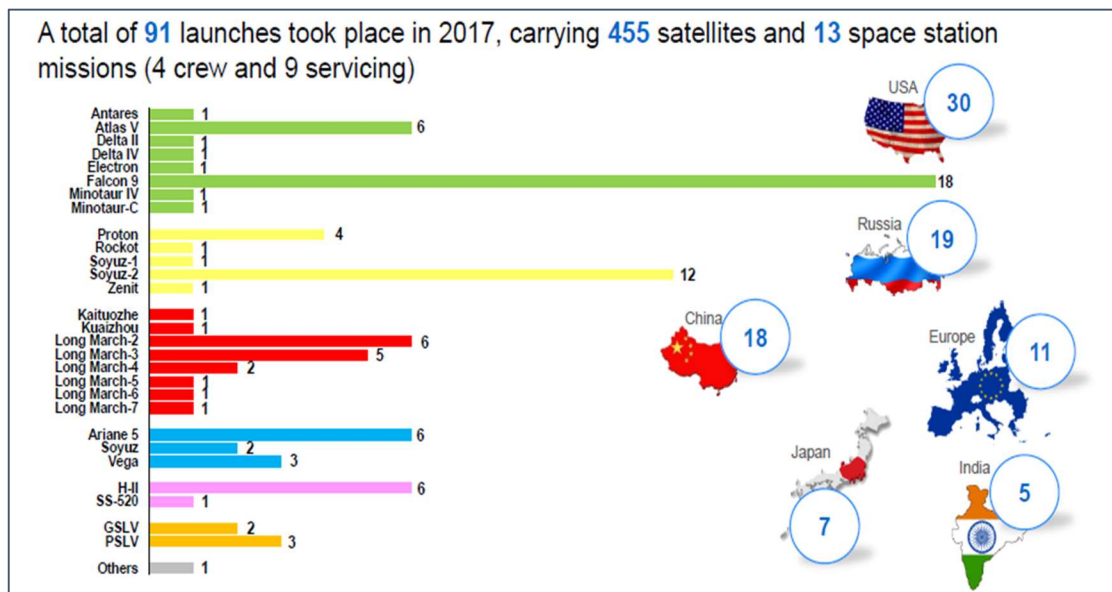 A total of 91 launches took place in 2017, carrying 455 satellites and 13 space station
missions (4 crew and 9 servicing)
Antares 1
Atlas V 6
Delta II 1
Delta IV 1
Electron 1
Falcon 9 18
Minotaur IV 1
Minotaur-C 1
Proton 4
Rockot 1
Soyuz-1 1
Soyuz-2 12
Zenit 1
Kaituozhe 1
Kuaizhou 1
Long March-2 6
Long March-3 5
Long March-4 2
Long March-5 1
Long March-6 1
Long March-7 1
Ariane 5 6
Soyuz 2
Vega 3
H-II 6
SS-520 1
GSLV 2
PSLV 3
Others 1
USA 30
Russia 19
China 18
Europe 11
Japan 7
India 5